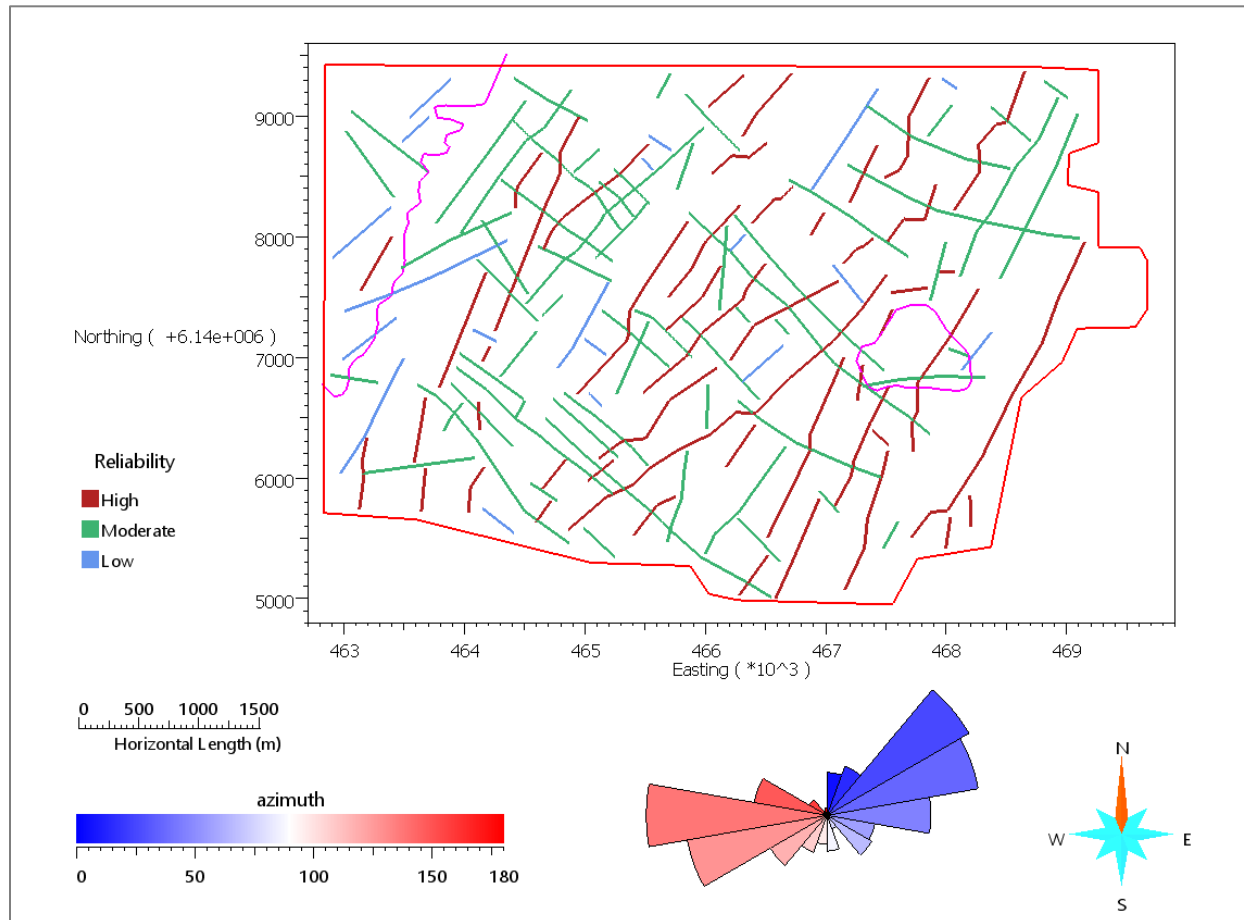 9000
8000
Northing ( +6.14e+006 )
7000
6000
5000
Reliability
High
Moderate
Low
463 464 465 466 467 468 469
Easting ( *10^3 )
0 500 1000 1500
Horizontal Length (m)
azimuth
0 50 100 150 180
N
W E
S